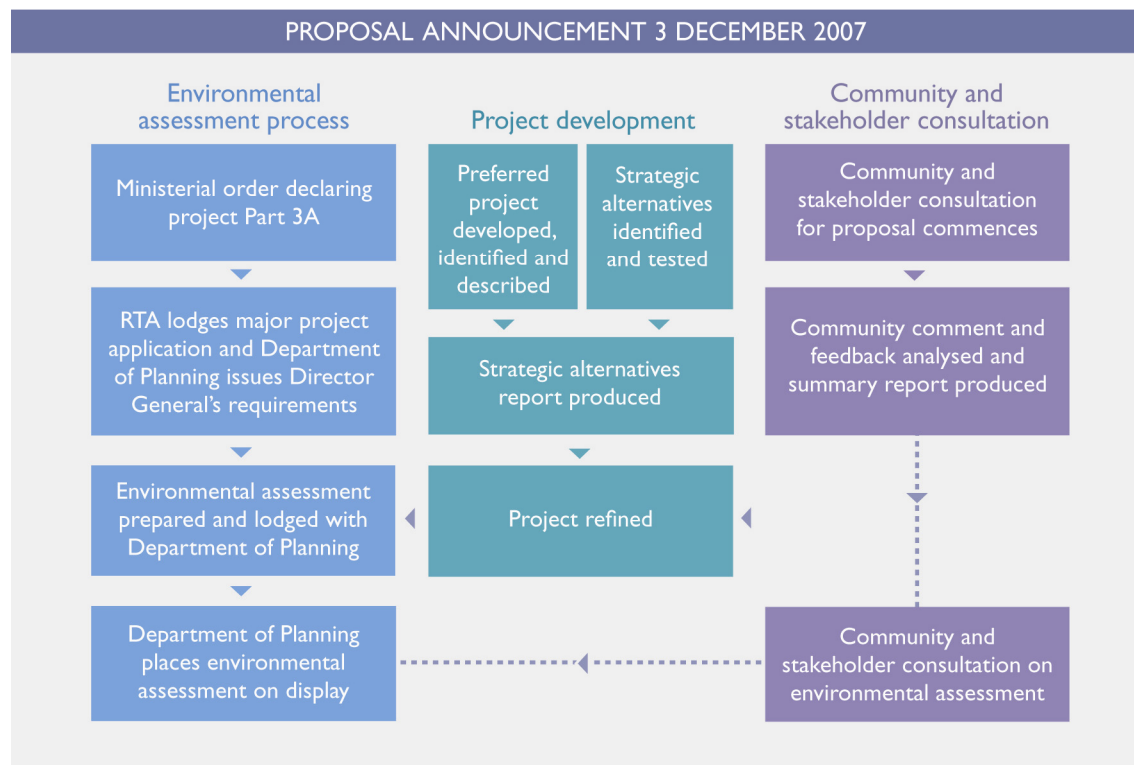 PROPOSAL ANNOUNCEMENT 3 DECEMBER 2007
Environmental
assessment process
Ministerial order declaring
project Part 3A
RTA lodges major project
application and Department
of Planning issues Director
General’s requirements
Environmental assessment
prepared and lodged with
Department of Planning
Department of Planning
places environmental
assessment on display
Project development
Preferred
project
developed,
identified and
described
Strategic
alternatives
identified
and tested
Strategic alternatives
report produced
Project refined
Community and
stakeholder consultation
Community and
stakeholder consultation
for proposal commences
Community comment and
feedback analysed and
summary report produced
Community and
stakeholder consultation on
environmental assessment